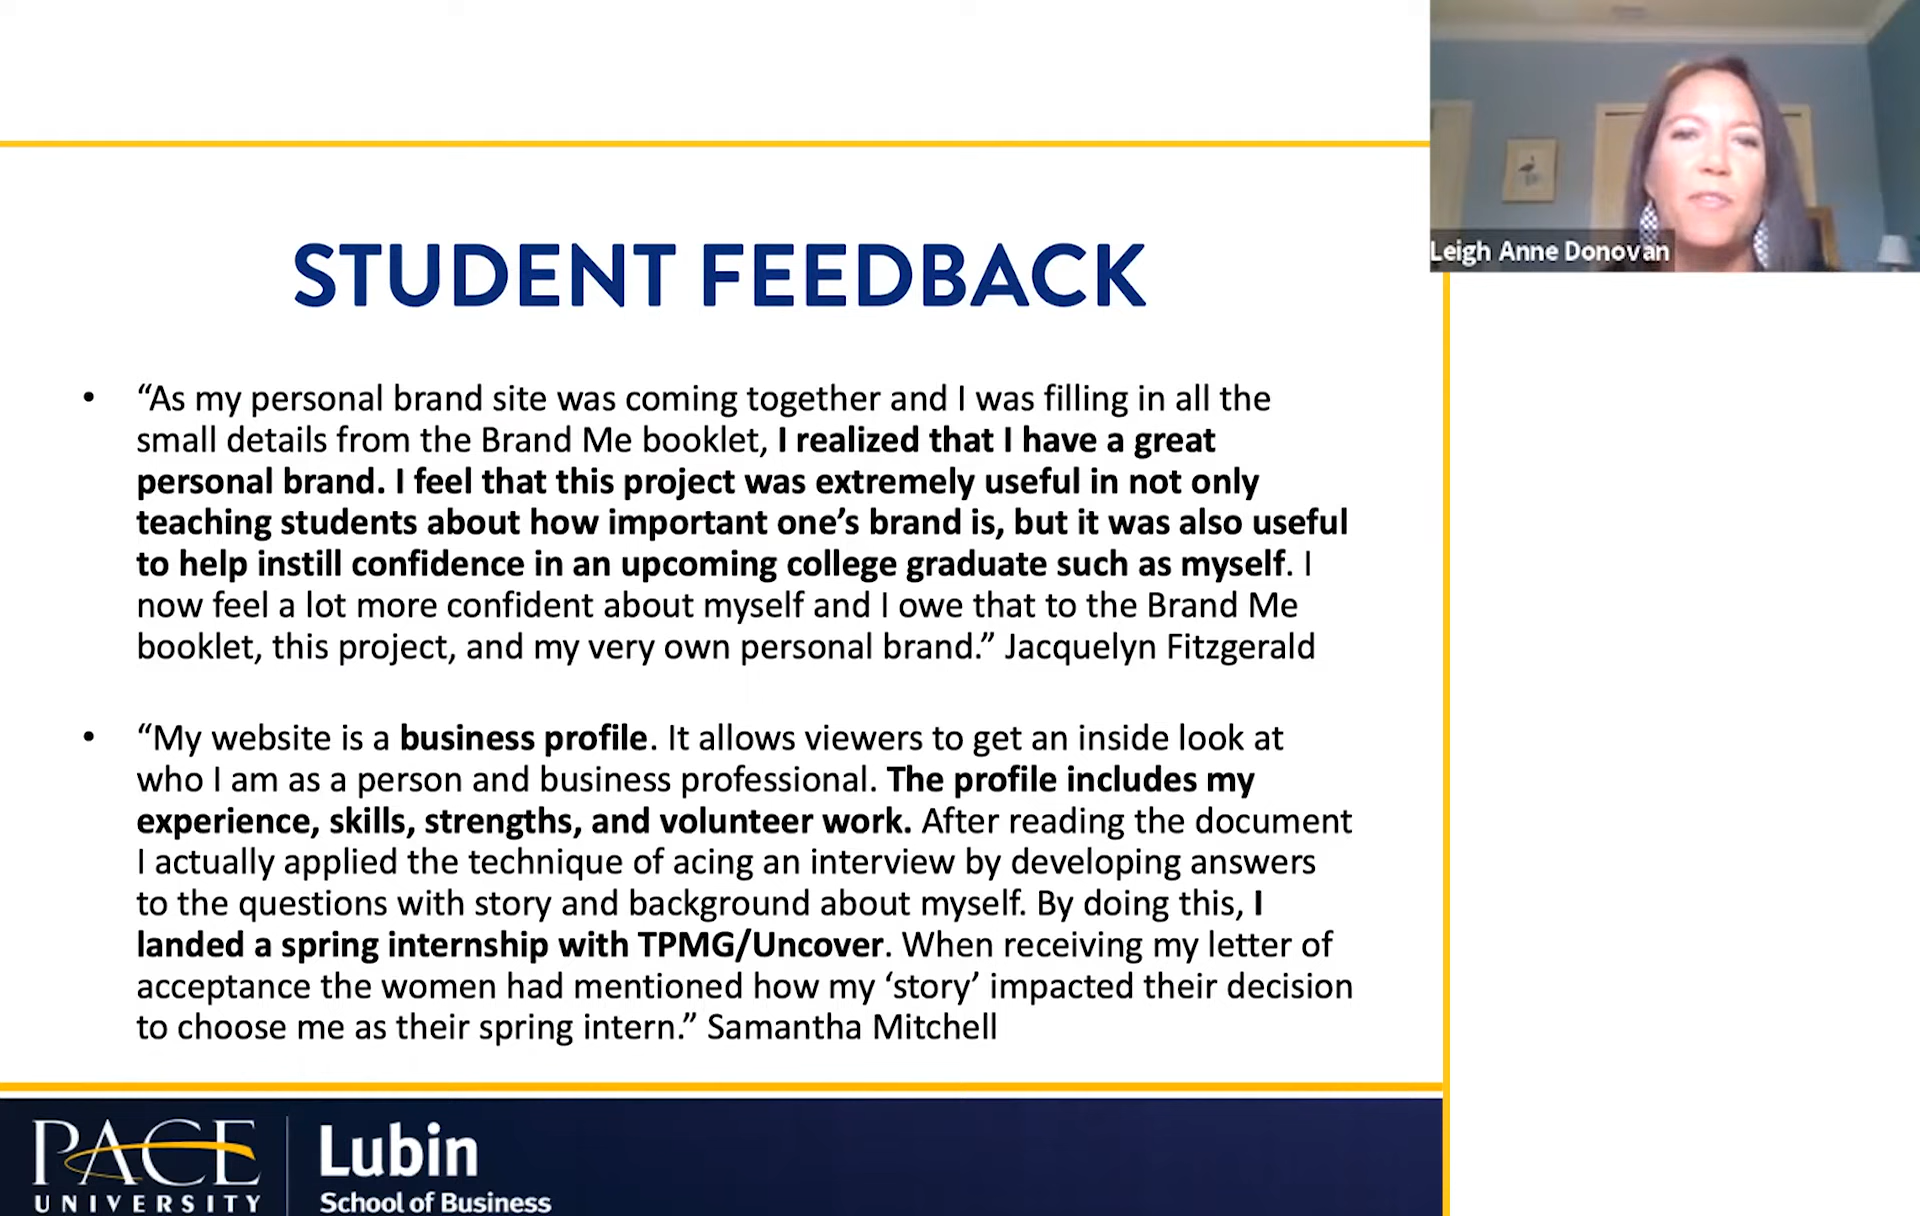 Leigh Anne Donovan
STUDENT FEEDBACK
• “As my personal brand site was coming together and I was filling in all the
small details from the Brand Me booklet, I realized that I have a great
personal brand. I feel that this project was extremely useful in not only
teaching students about how important one’s brand is, but it was also useful
to help instill confidence in an upcoming college graduate such as myself. I
now feel a lot more confident about myself and I owe that to the Brand Me
booklet, this project, and my very own personal brand.” Jacquelyn Fitzgerald
• “My website is a business profile. It allows viewers to get an inside look at
who I am as a person and business professional. The profile includes my
experience, skills, strengths, and volunteer work. After reading the document
I actually applied the technique of acing an interview by developing answers
to the questions with story and background about myself. By doing this, I
landed a spring internship with TPMG/Uncover. When receiving my letter of
acceptance the women had mentioned how my ‘story’ impacted their decision
to choose me as their spring intern.” Samantha Mitchell
PACE
UNIVERSITY
Lubin
School of Business